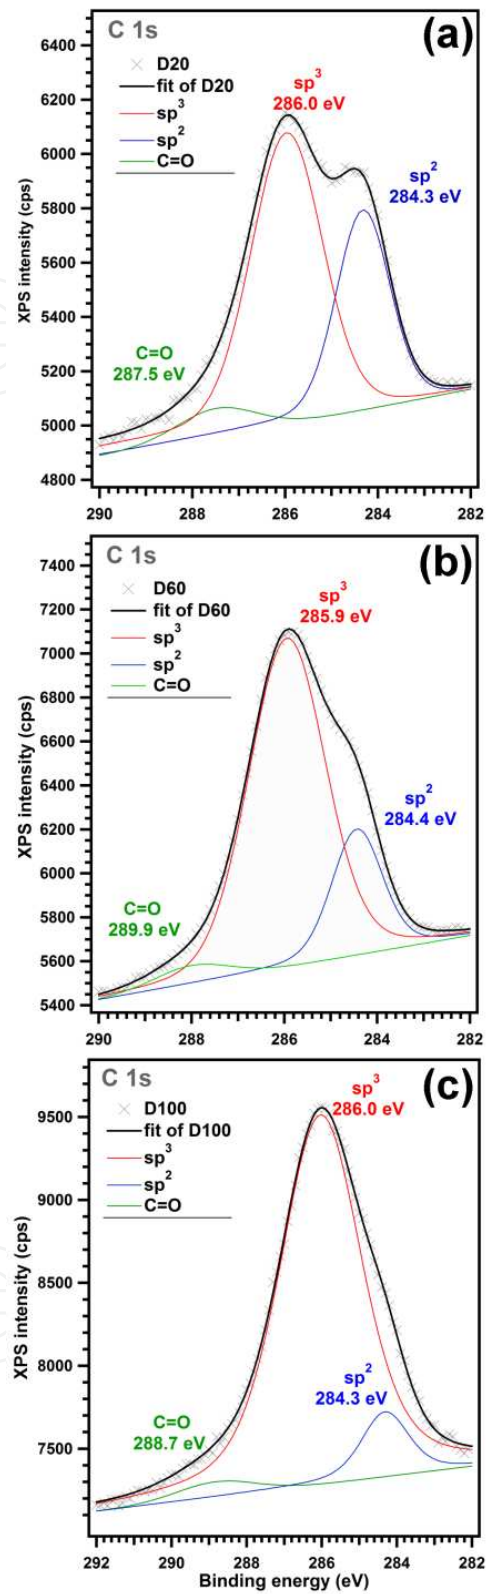 C 1s
(a)
D20
fit of D20
sp3
sp2
C=O
sp3
286.0 eV
sp2
284.3 eV
C=O
287.5 eV
XPS intensity (cps)
6400
6200
6000
5800
5600
5400
5200
5000
4800
290
288
286
284
282
C 1s
(b)
D60
fit of D60
sp3
sp2
C=O
sp3
285.9 eV
sp2
284.4 eV
C=O
289.9 eV
XPS intensity (cps)
7400
7200
7000
6800
6600
6400
6200
6000
5800
5600
5400
290
288
286
284
282
C 1s
(c)
D100
fit of D100
sp3
sp2
C=O
sp3
286.0 eV
sp2
284.3 eV
C=O
288.7 eV
XPS intensity (cps)
9500
9000
8500
8000
7500
292
290
288
286
284
282
Binding energy (eV)